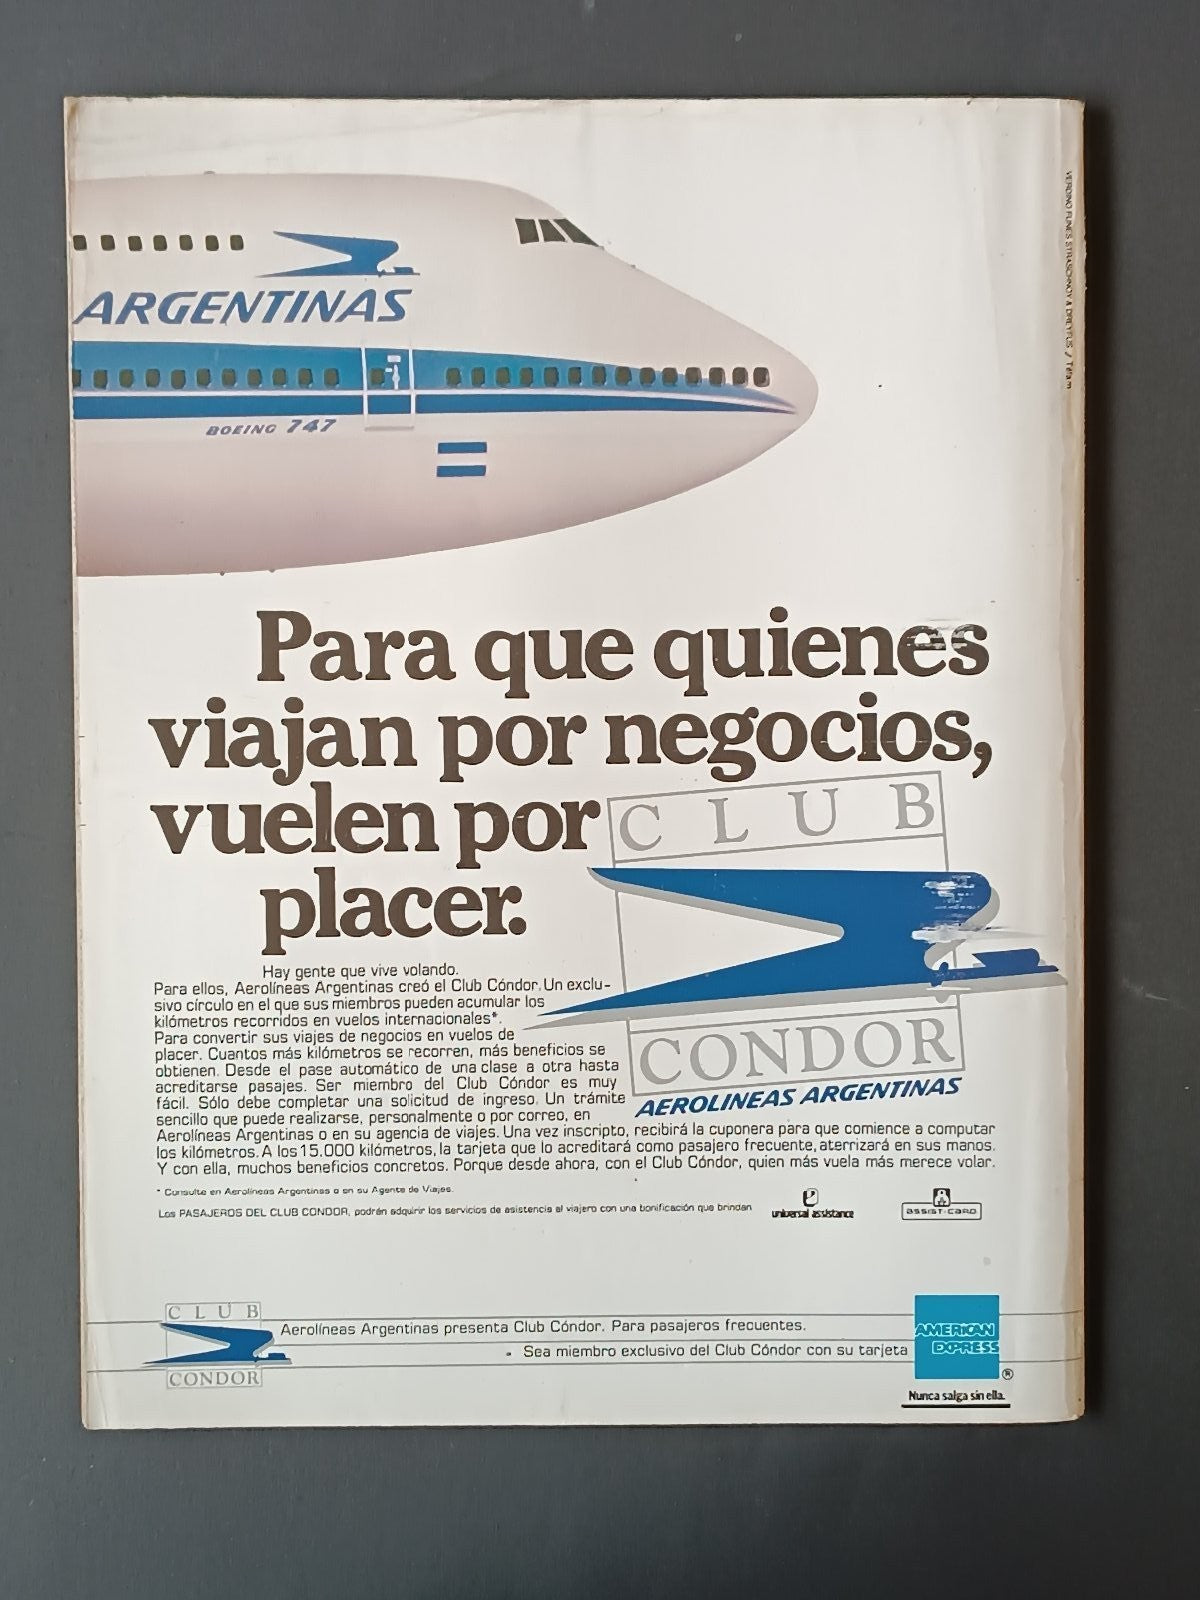 ARGENTINAS
BOEING 747
VERDINO FUNES STRASCHNOY & DREYFUS / Télam
Para que quienes
viajan por negocios,
vuelen por
placer.
CLUB
CONDOR
AEROLINEAS ARGENTINAS
Hay gente que vive volando.
Para ellos, Aerolíneas Argentinas creó el Club Cóndor. Un exclu-
sivo círculo en el que sus miembros pueden acumular los
kilómetros recorridos en vuelos internacionales*.
Para convertir sus viajes de negocios en vuelos de
placer. Cuantos más kilómetros se recorren, más beneficios se
obtienen. Desde el pase automático de una clase a otra hasta
acreditarse pasajes. Ser miembro del Club Cóndor es muy
fácil. Sólo debe completar una solicitud de ingreso. Un trámite
sencillo que puede realizarse, personalmente o por correo, en
Aerolíneas Argentinas o en su agencia de viajes. Una vez inscripto, recibirá la cuponera para que comience a computar
los kilómetros. A los 15.000 kilómetros, la tarjeta que lo acreditará como pasajero frecuente, aterrizará en sus manos.
Y con ella, muchos beneficios concretos. Porque desde ahora, con el Club Cóndor, quien más vuela más merece volar.
* Consulte en Aerolíneas Argentinas o en su Agente de Viajes.
Los PASAJEROS DEL CLUB CONDOR, podrán adquirir los servicios de asistencia al viajero con una bonificación que brindan
universal assistance
ASSIST-CARD
CLUB
CONDOR
Aerolíneas Argentinas presenta Club Cóndor. Para pasajeros frecuentes.
Sea miembro exclusivo del Club Cóndor con su tarjeta
AMERICAN
EXPRESS
®
Nunca salga sin ella.